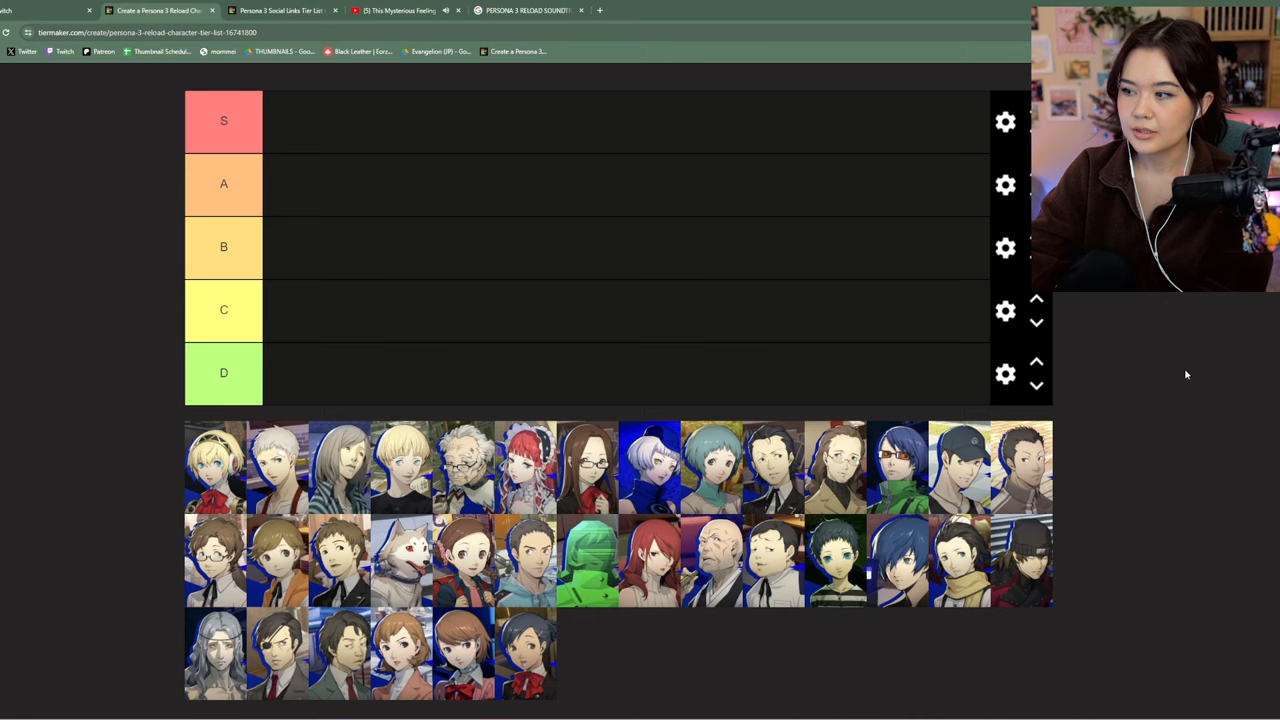 itch
Create a Persona 3 Reload Cha
Persona 3 Social Links Tier List
(5) This Mysterious Feeling
PERSONA 3 RELOAD SOUNDT
tiermaker.com/create/persona-3-reload-character-tier-list-16741800
Twitter
Twitch
Patreon
Thumbnail Schedul...
mommei
THUMBNAILS - Goo...
Black Leather | Eorz...
Evangelion (JP) - Go...
Create a Persona 3...
S
A
B
C
D